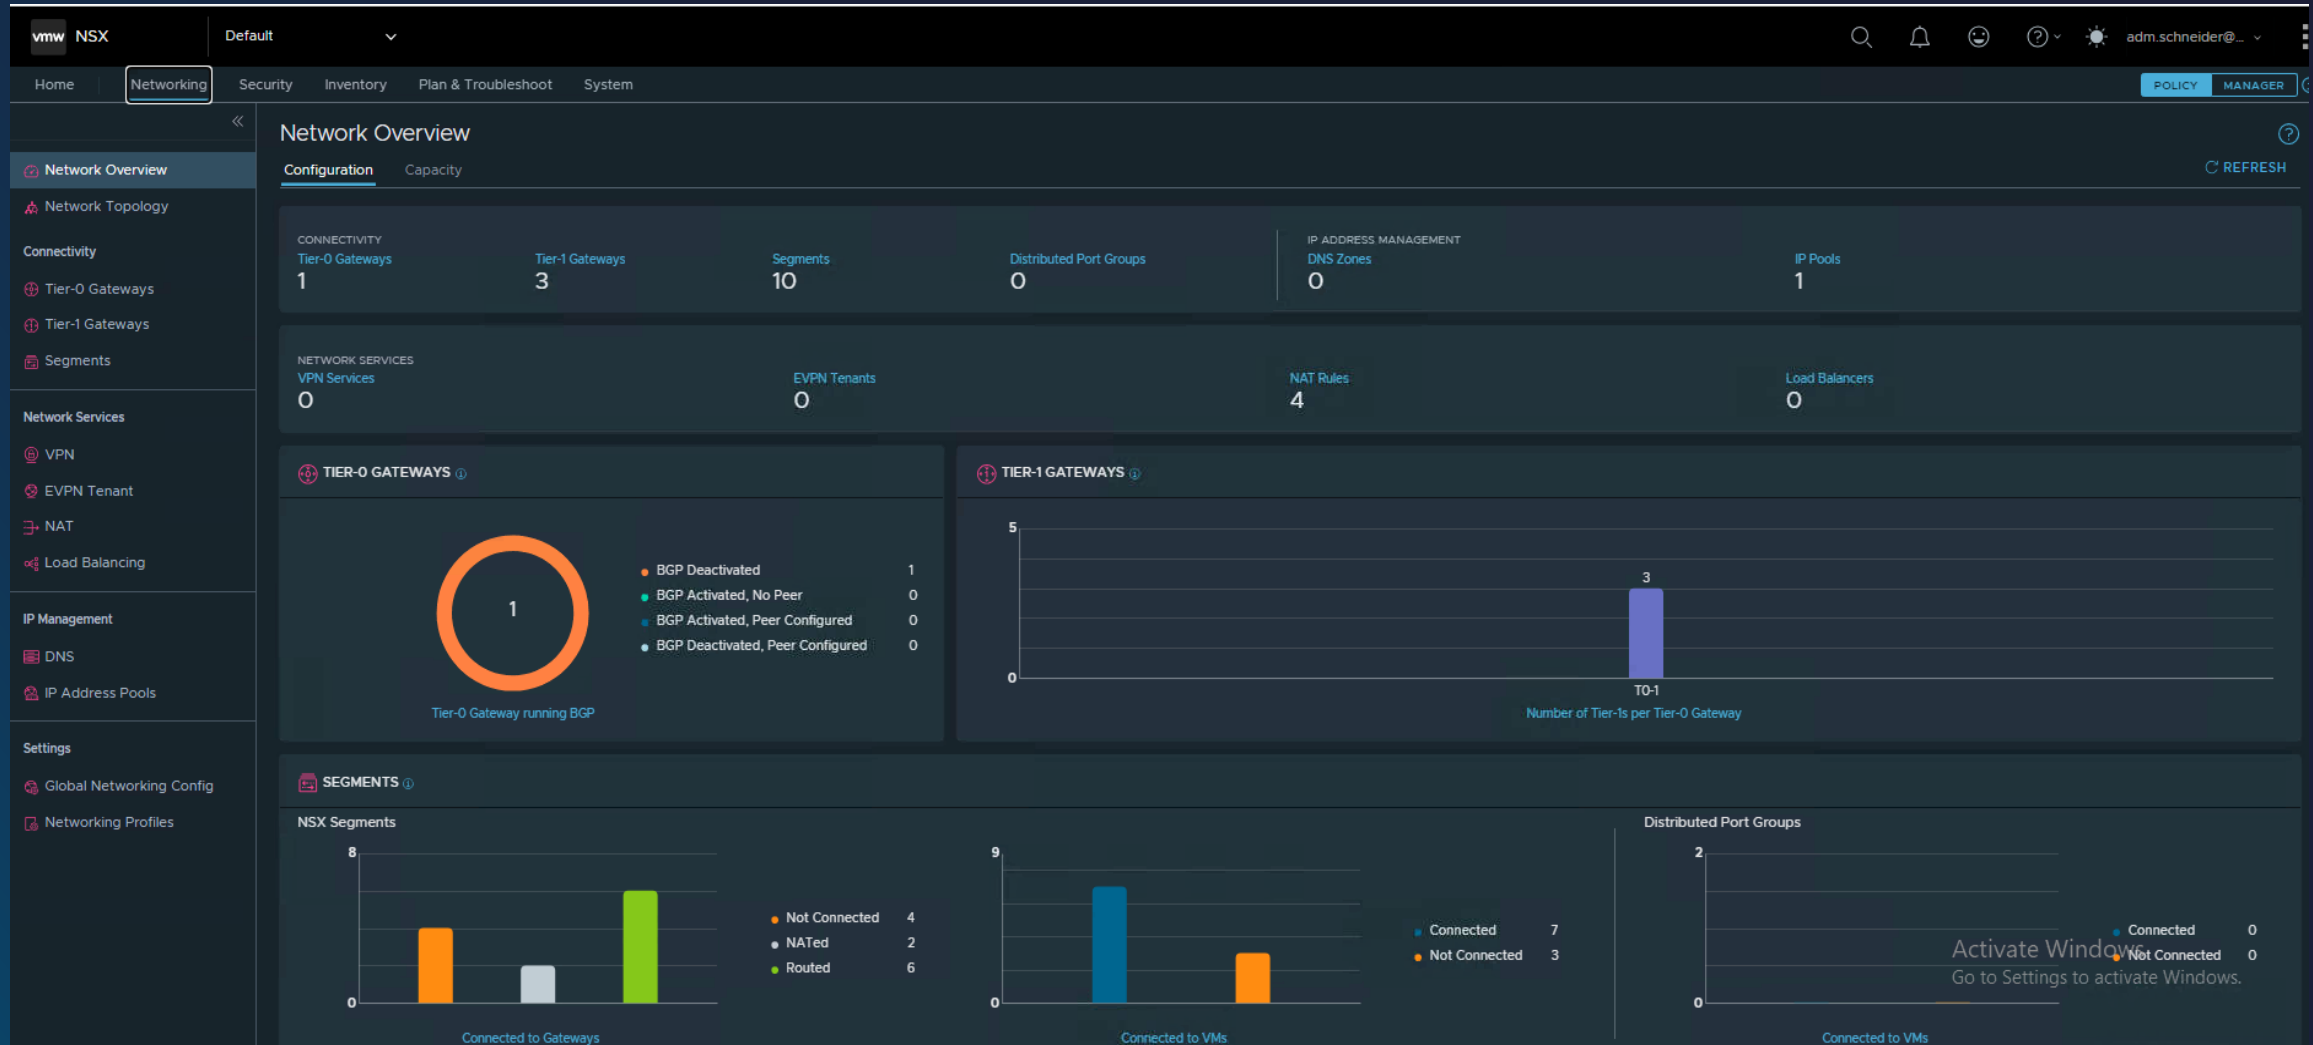 vmw NSX Default adm.schneider@...
Home Networking Security Inventory Plan & Troubleshoot System POLICY MANAGER
Network Overview
Network Topology
Connectivity
Tier-0 Gateways
Tier-1 Gateways
Segments
Network Services
VPN
EVPN Tenant
NAT
Load Balancing
IP Management
DNS
IP Address Pools
Settings
Global Networking Config
Networking Profiles
Network Overview
Configuration Capacity
REFRESH
CONNECTIVITY
Tier-0 Gateways
1
Tier-1 Gateways
3
Segments
10
Distributed Port Groups
0
IP ADDRESS MANAGEMENT
DNS Zones
0
IP Pools
1
NETWORK SERVICES
VPN Services
0
EVPN Tenants
0
NAT Rules
4
Load Balancers
0
TIER-0 GATEWAYS
1
BGP Deactivated 1
BGP Activated, No Peer 0
BGP Activated, Peer Configured 0
BGP Deactivated, Peer Configured 0
Tier-0 Gateway running BGP
TIER-1 GATEWAYS
5
3
0
T0-1
Number of Tier-1s per Tier-0 Gateway
SEGMENTS
NSX Segments
8
0
Not Connected 4
NATed 2
Routed 6
Connected to Gateways
9
0
Connected 7
Not Connected 3
Connected to VMs
Distributed Port Groups
2
0
Connected 0
Not Connected 0
Connected to VMs
Activate Windows
Go to Settings to activate Windows.